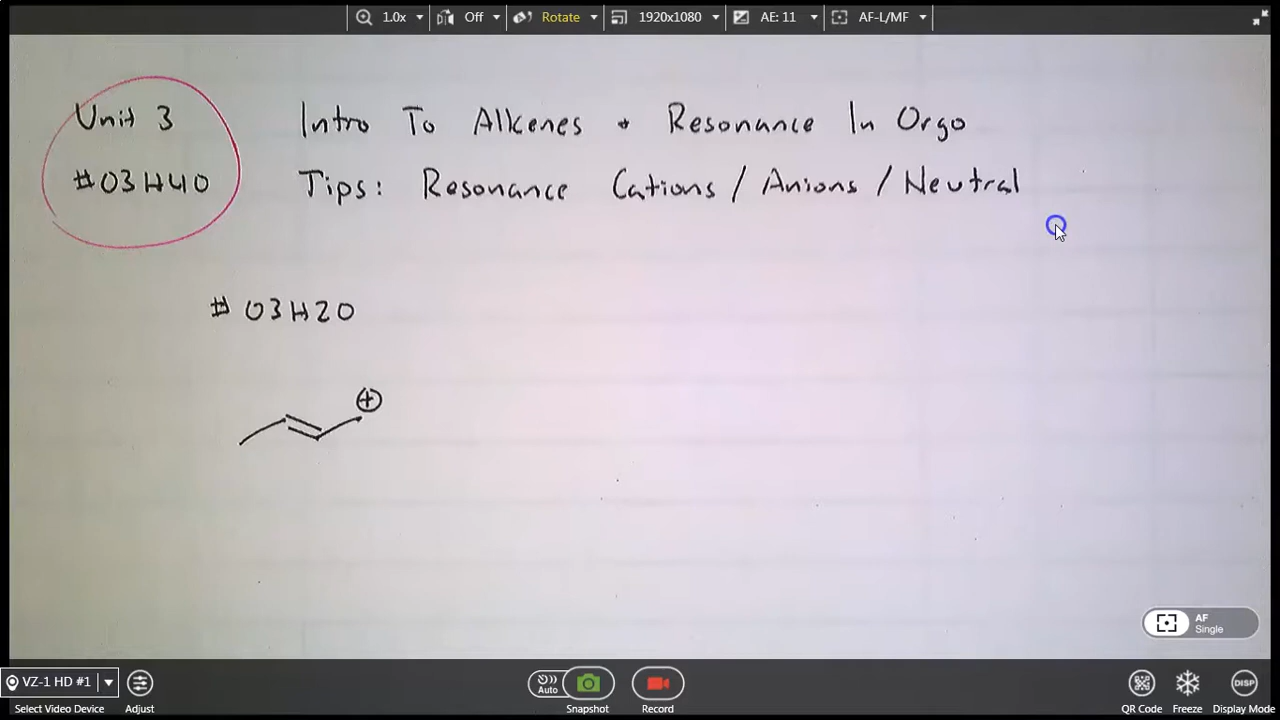 1.0x Off Rotate 1920x1080 AE: 11 AF-L/MF
Unit 3 Intro To Alkenes + Resonance In Orgo
#03H40 Tips: Resonance Cations / Anions / Neutral
#03H20
+
AF
Single
VZ-1 HD #1
Auto
Select Video Device Adjust Snapshot Record QR Code Freeze Display Mode
DISP